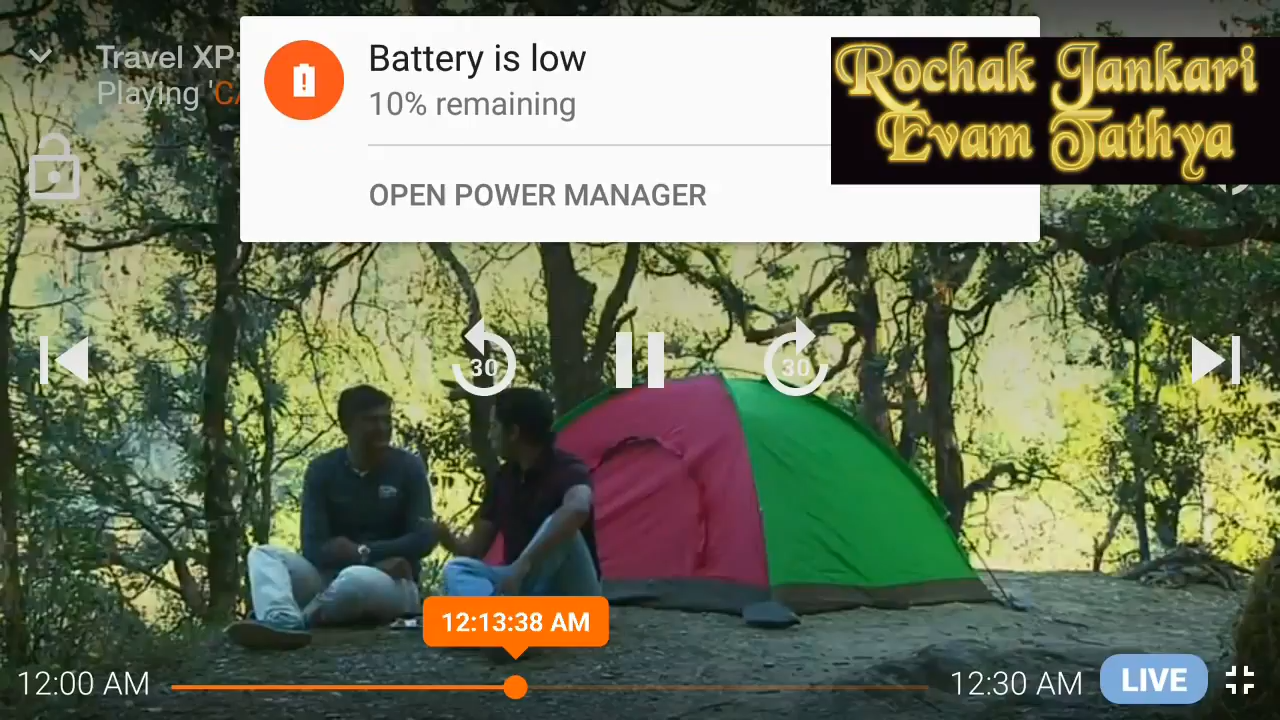 Travel XP:
Playing 'CA
Battery is low
10% remaining
OPEN POWER MANAGER
Rochak Jankari
Evam Tathya
30
30
12:13:38 AM
12:00 AM
12:30 AM
LIVE